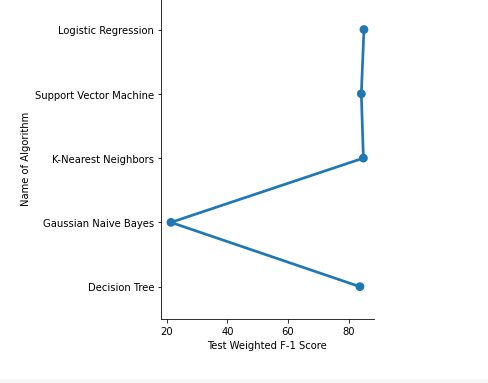 Logistic Regression
Support Vector Machine
K-Nearest Neighbors
Gaussian Naive Bayes
Decision Tree
Name of Algorithm
20 40 60 80
Test Weighted F-1 Score